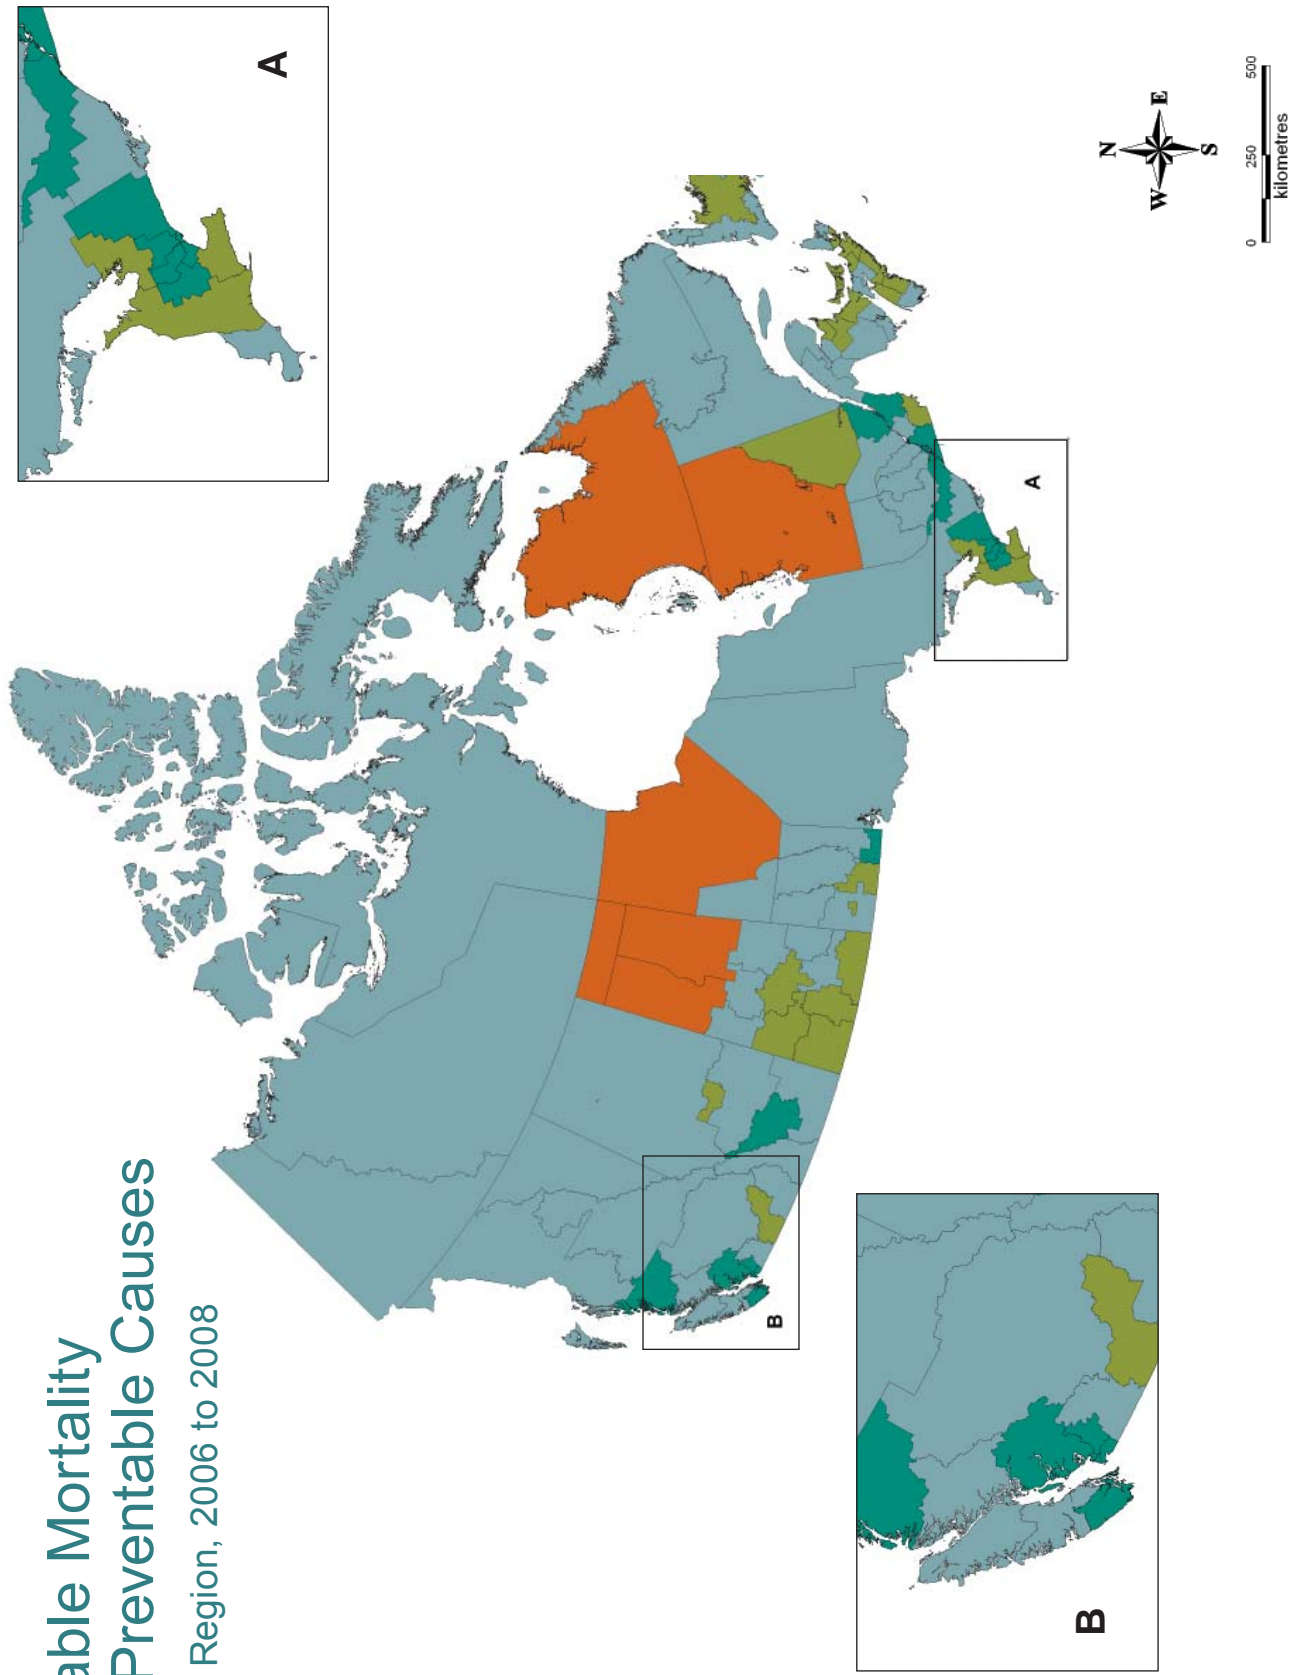 able Mortality
Preventable Causes
Region, 2006 to 2008
A
A
B
B
N
W
E
S
0 250 500
kilometres